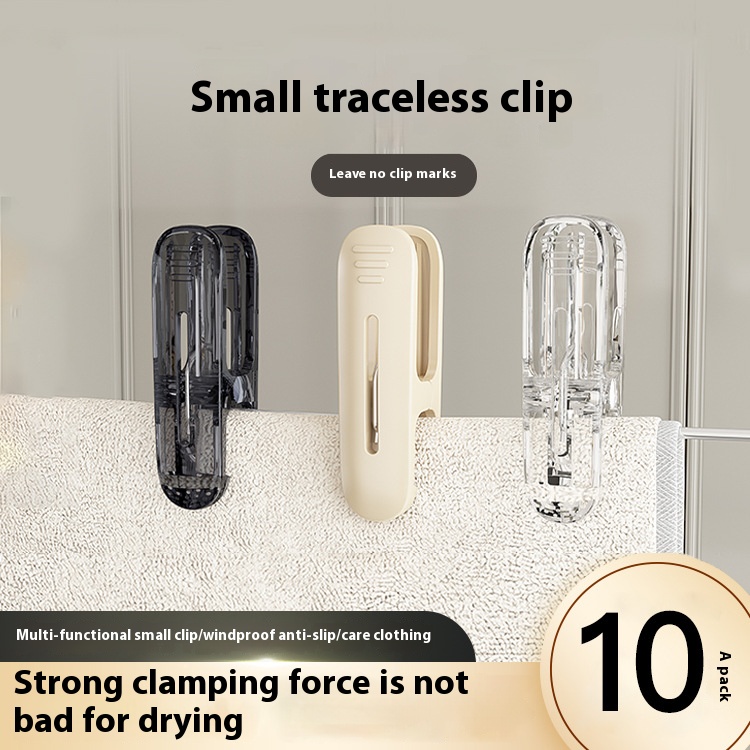 Small traceless clip
Leave no clip marks
Multi-functional small clip/windproof anti-slip/care clothing
Strong clamping force is not
bad for drying
10
A pack